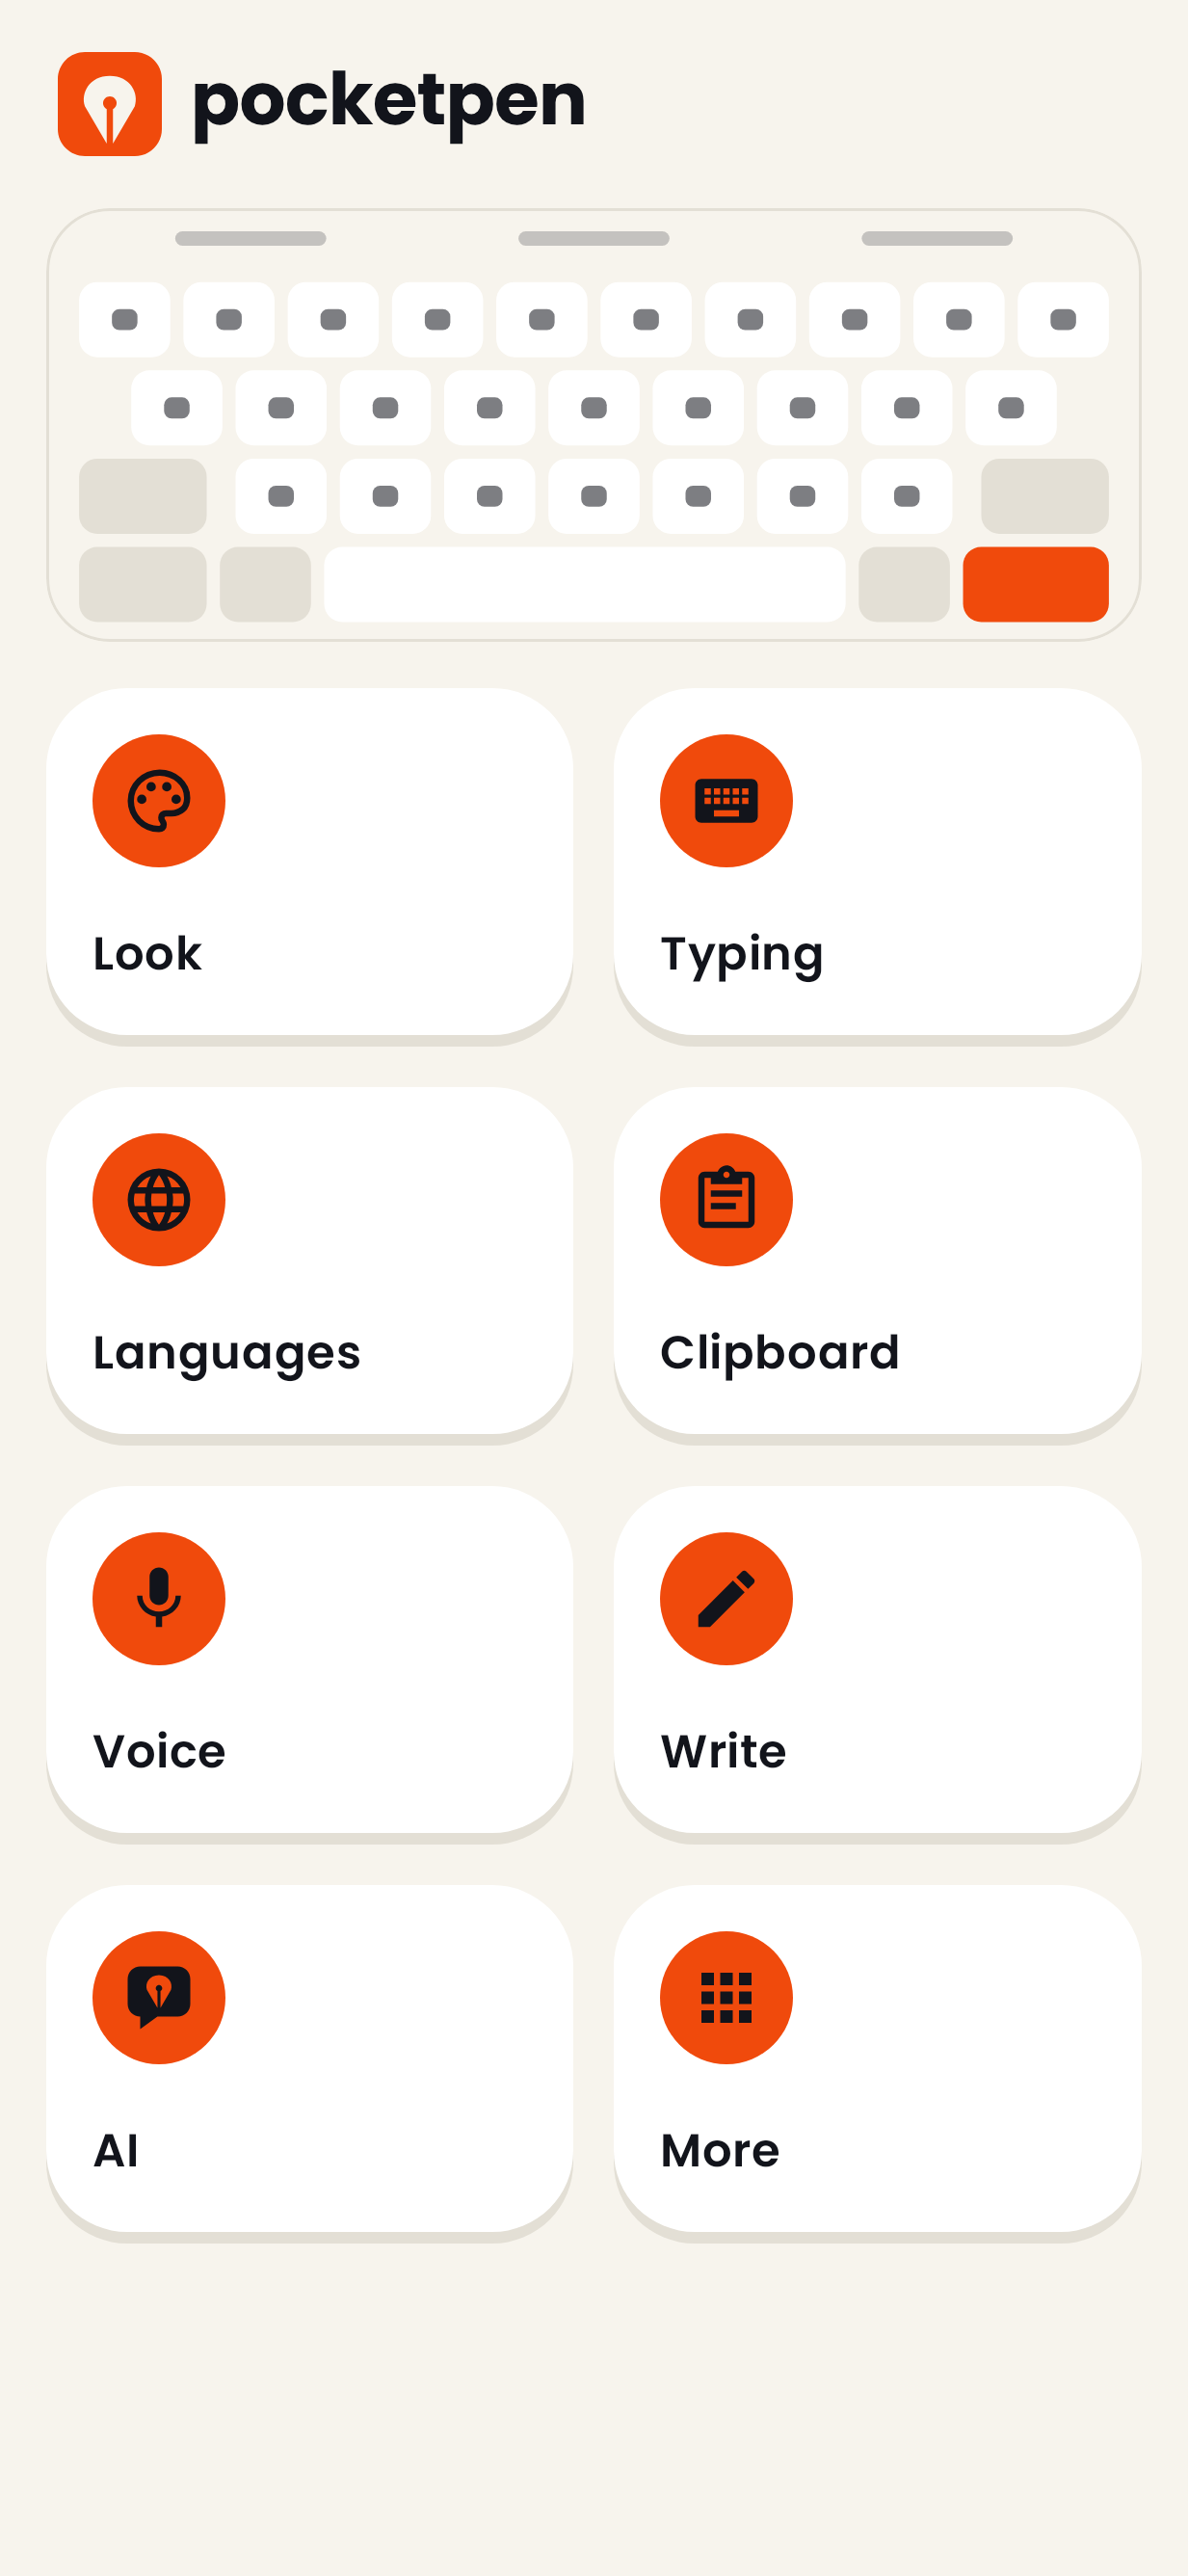 pocketpen
Look
Typing
Languages
Clipboard
Voice
Write
AI
More